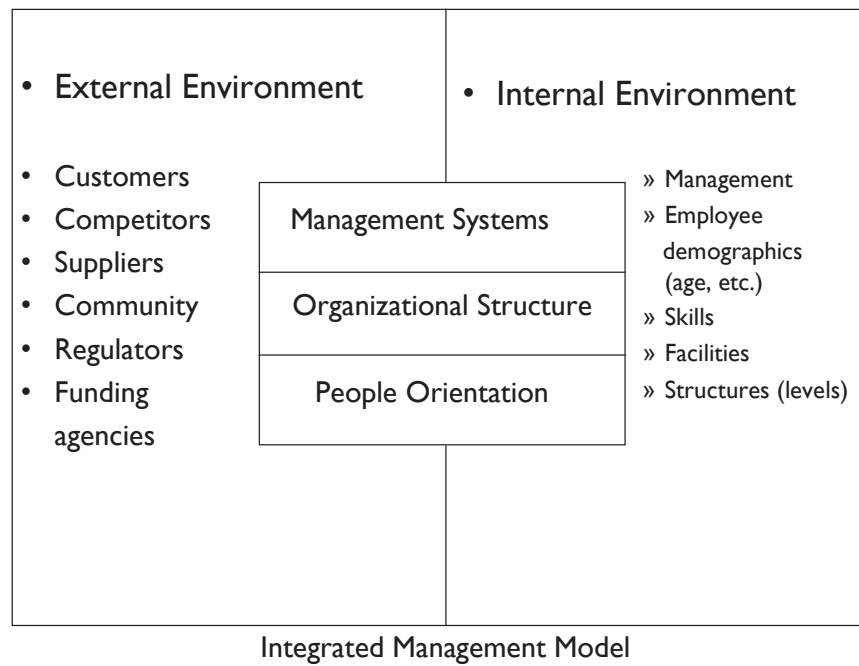 • External Environment
• Customers
• Competitors
• Suppliers
• Community
• Regulators
• Funding
agencies
Management Systems
Organizational Structure
People Orientation
• Internal Environment
» Management
» Employee
demographics
(age, etc.)
» Skills
» Facilities
» Structures (levels)
Integrated Management Model